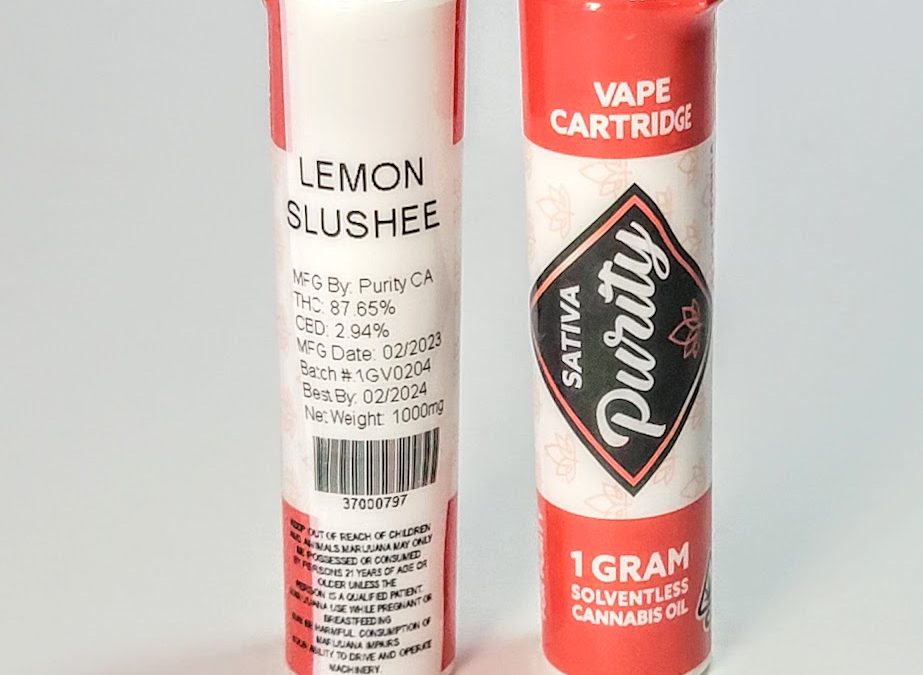 LEMON
SLUSHEE
MFG By: Purity CA
THC: 87.65%
CED: 2.94%
MFG Date: 02/2023
Batch #:1GV0204
Best By: 02/2024
Net Weight: 1000mg
37000797
KEEP OUT OF REACH OF CHILDREN
AND ANIMALS. MARIJUANA MAY ONLY
BE POSSESSED OR CONSUMED
BY PERSONS 21 YEARS OF AGE OR
OLDER UNLESS THE
PERSON IS A QUALIFIED PATIENT.
MARIJUANA USE WHILE PREGNANT OR
BREASTFEEDING
MAY BE HARMFUL. CONSUMPTION OF
MARIJUANA IMPAIRS
YOUR ABILITY TO DRIVE AND OPERATE
MACHINERY.
VAPE
CARTRIDGE
SATIVA
Purity
1 GRAM
SOLVENTLESS
CANNABIS OIL